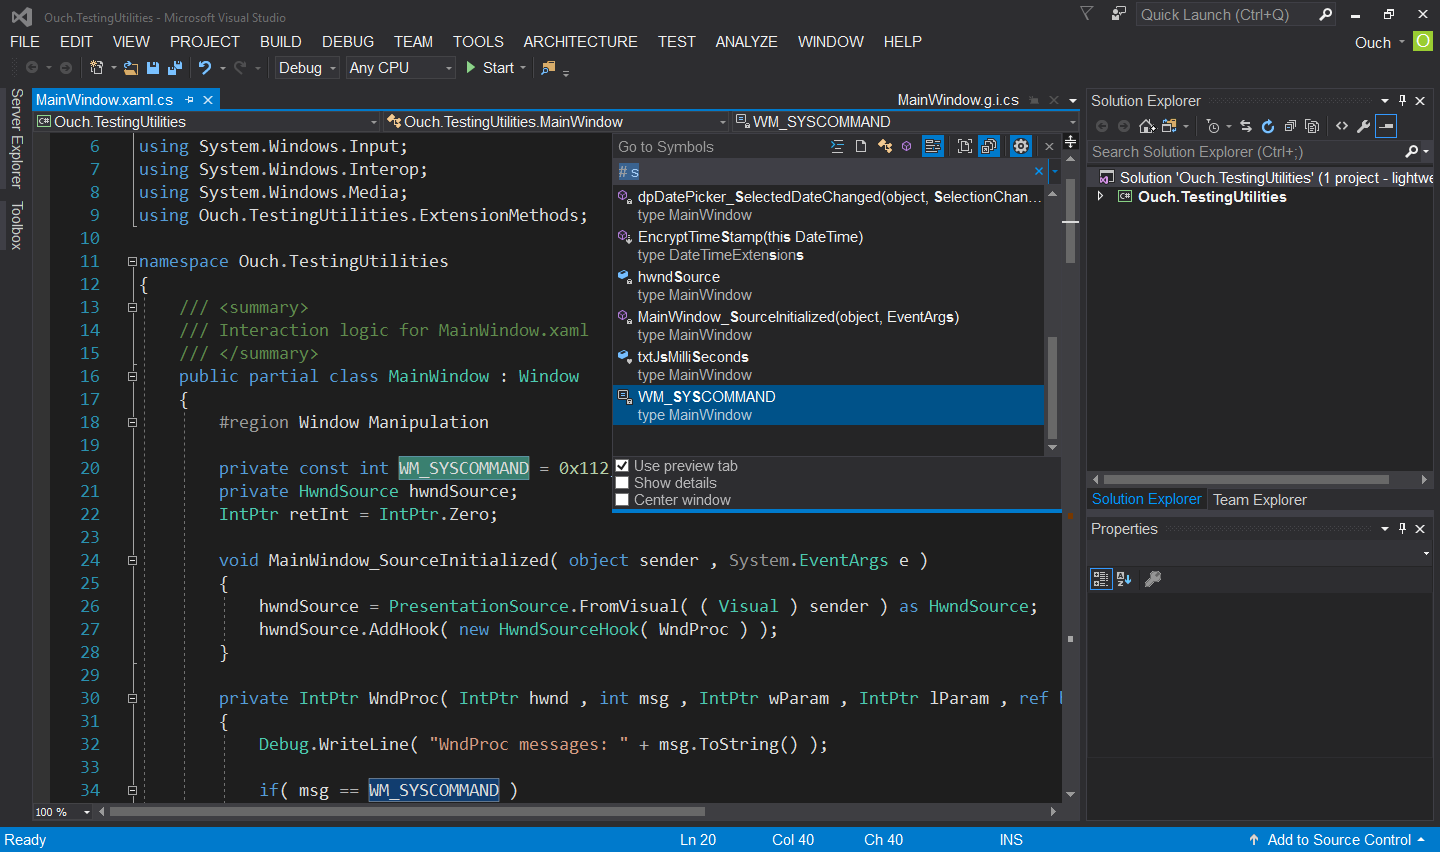 Ouch.TestingUtilities - Microsoft Visual Studio
Quick Launch (Ctrl+Q)
FILE EDIT VIEW PROJECT BUILD DEBUG TEAM TOOLS ARCHITECTURE TEST ANALYZE WINDOW HELP
Ouch O
Debug Any CPU Start
Server Explorer
Toolbox
MainWindow.xaml.cs
MainWindow.g.i.cs
Ouch.TestingUtilities
Ouch.TestingUtilities.MainWindow
WM_SYSCOMMAND
6 using System.Windows.Input;
7 using System.Windows.Interop;
8 using System.Windows.Media;
9 using Ouch.TestingUtilities.ExtensionMethods;
10
11 namespace Ouch.TestingUtilities
12 {
13 /// <summary>
14 /// Interaction logic for MainWindow.xaml
15 /// </summary>
16 public partial class MainWindow : Window
17 {
18 #region Window Manipulation
19
20 private const int WM_SYSCOMMAND = 0x112
21 private HwndSource hwndSource;
22 IntPtr retInt = IntPtr.Zero;
23
24 void MainWindow_SourceInitialized( object sender , System.EventArgs e )
25 {
26 hwndSource = PresentationSource.FromVisual( ( Visual ) sender ) as HwndSource;
27 hwndSource.AddHook( new HwndSourceHook( WndProc ) );
28 }
29
30 private IntPtr WndProc( IntPtr hwnd , int msg , IntPtr wParam , IntPtr lParam , ref
31 {
32 Debug.WriteLine( "WndProc messages: " + msg.ToString() );
33
34 if( msg == WM_SYSCOMMAND )
100 %
Go to Symbols
# s
dpDatePicker_SelectedDateChanged(object, SelectionChan...
type MainWindow
EncryptTimeStamp(this DateTime)
type DateTimeExtensions
hwndSource
type MainWindow
MainWindow_SourceInitialized(object, EventArgs)
type MainWindow
txtJsMilliSeconds
type MainWindow
WM_SYSCOMMAND
type MainWindow
Use preview tab
Show details
Center window
Solution Explorer
Search Solution Explorer (Ctrl+;)
Solution 'Ouch.TestingUtilities' (1 project - lightwe
C# Ouch.TestingUtilities
Solution Explorer Team Explorer
Properties
Ready
Ln 20 Col 40 Ch 40 INS
Add to Source Control